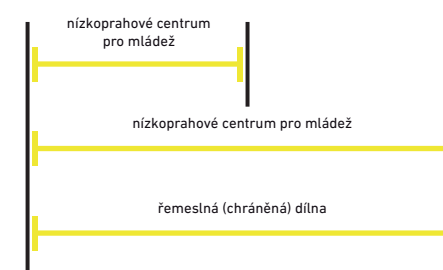 nízkoprahové centrum
pro mládež
nízkoprahové centrum pro mládež
řemeslná (chráněná) dílna